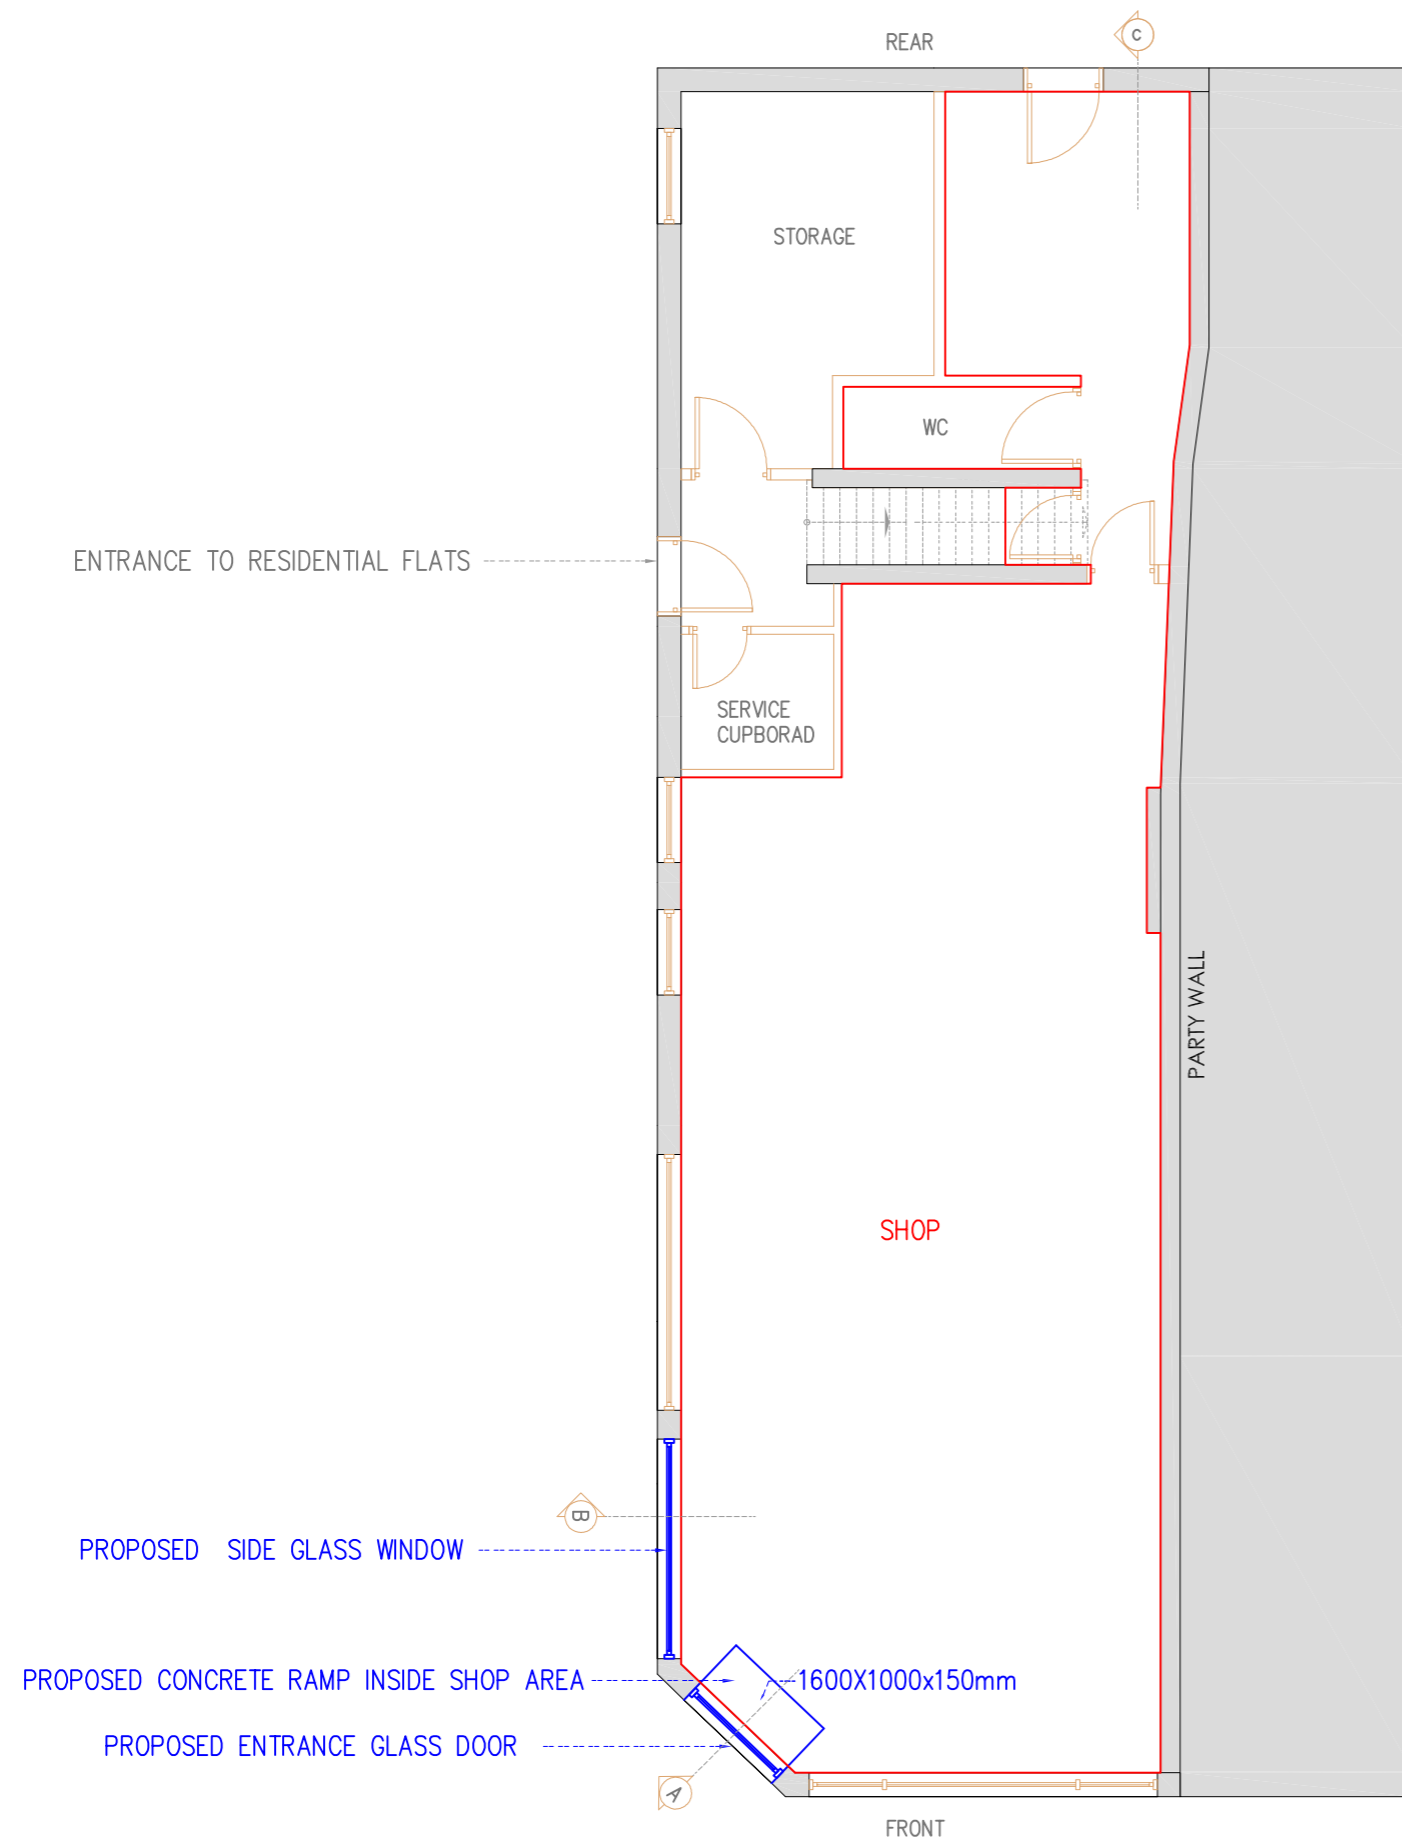 REAR
C
STORAGE
WC
ENTRANCE TO RESIDENTIAL FLATS
SERVICE
CUPBORAD
PARTY WALL
SHOP
B
PROPOSED SIDE GLASS WINDOW
PROPOSED CONCRETE RAMP INSIDE SHOP AREA
1600X1000x150mm
PROPOSED ENTRANCE GLASS DOOR
A
FRONT